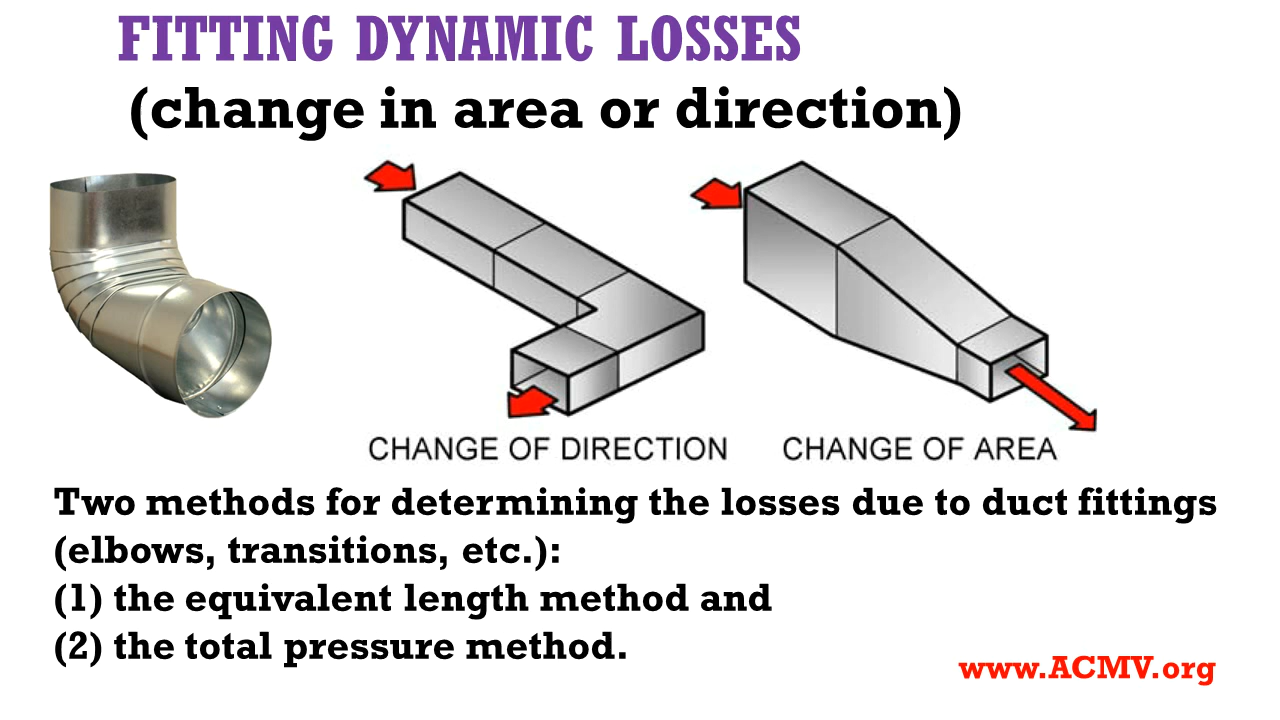 FITTING DYNAMIC LOSSES
(change in area or direction)
CHANGE OF DIRECTION
CHANGE OF AREA
Two methods for determining the losses due to duct fittings
(elbows, transitions, etc.):
(1) the equivalent length method and
(2) the total pressure method.
www.ACMV.org